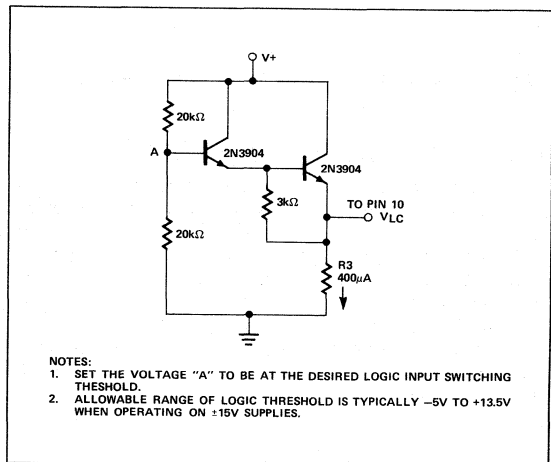 V+
20kΩ
A
2N3904
2N3904
3kΩ
TO PIN 10
VLC
20kΩ
R3
400μA
NOTES:
1. SET THE VOLTAGE "A" TO BE AT THE DESIRED LOGIC INPUT SWITCHING
THESHOLD.
2. ALLOWABLE RANGE OF LOGIC THRESHOLD IS TYPICALLY −5V TO +13.5V
WHEN OPERATING ON ±15V SUPPLIES.